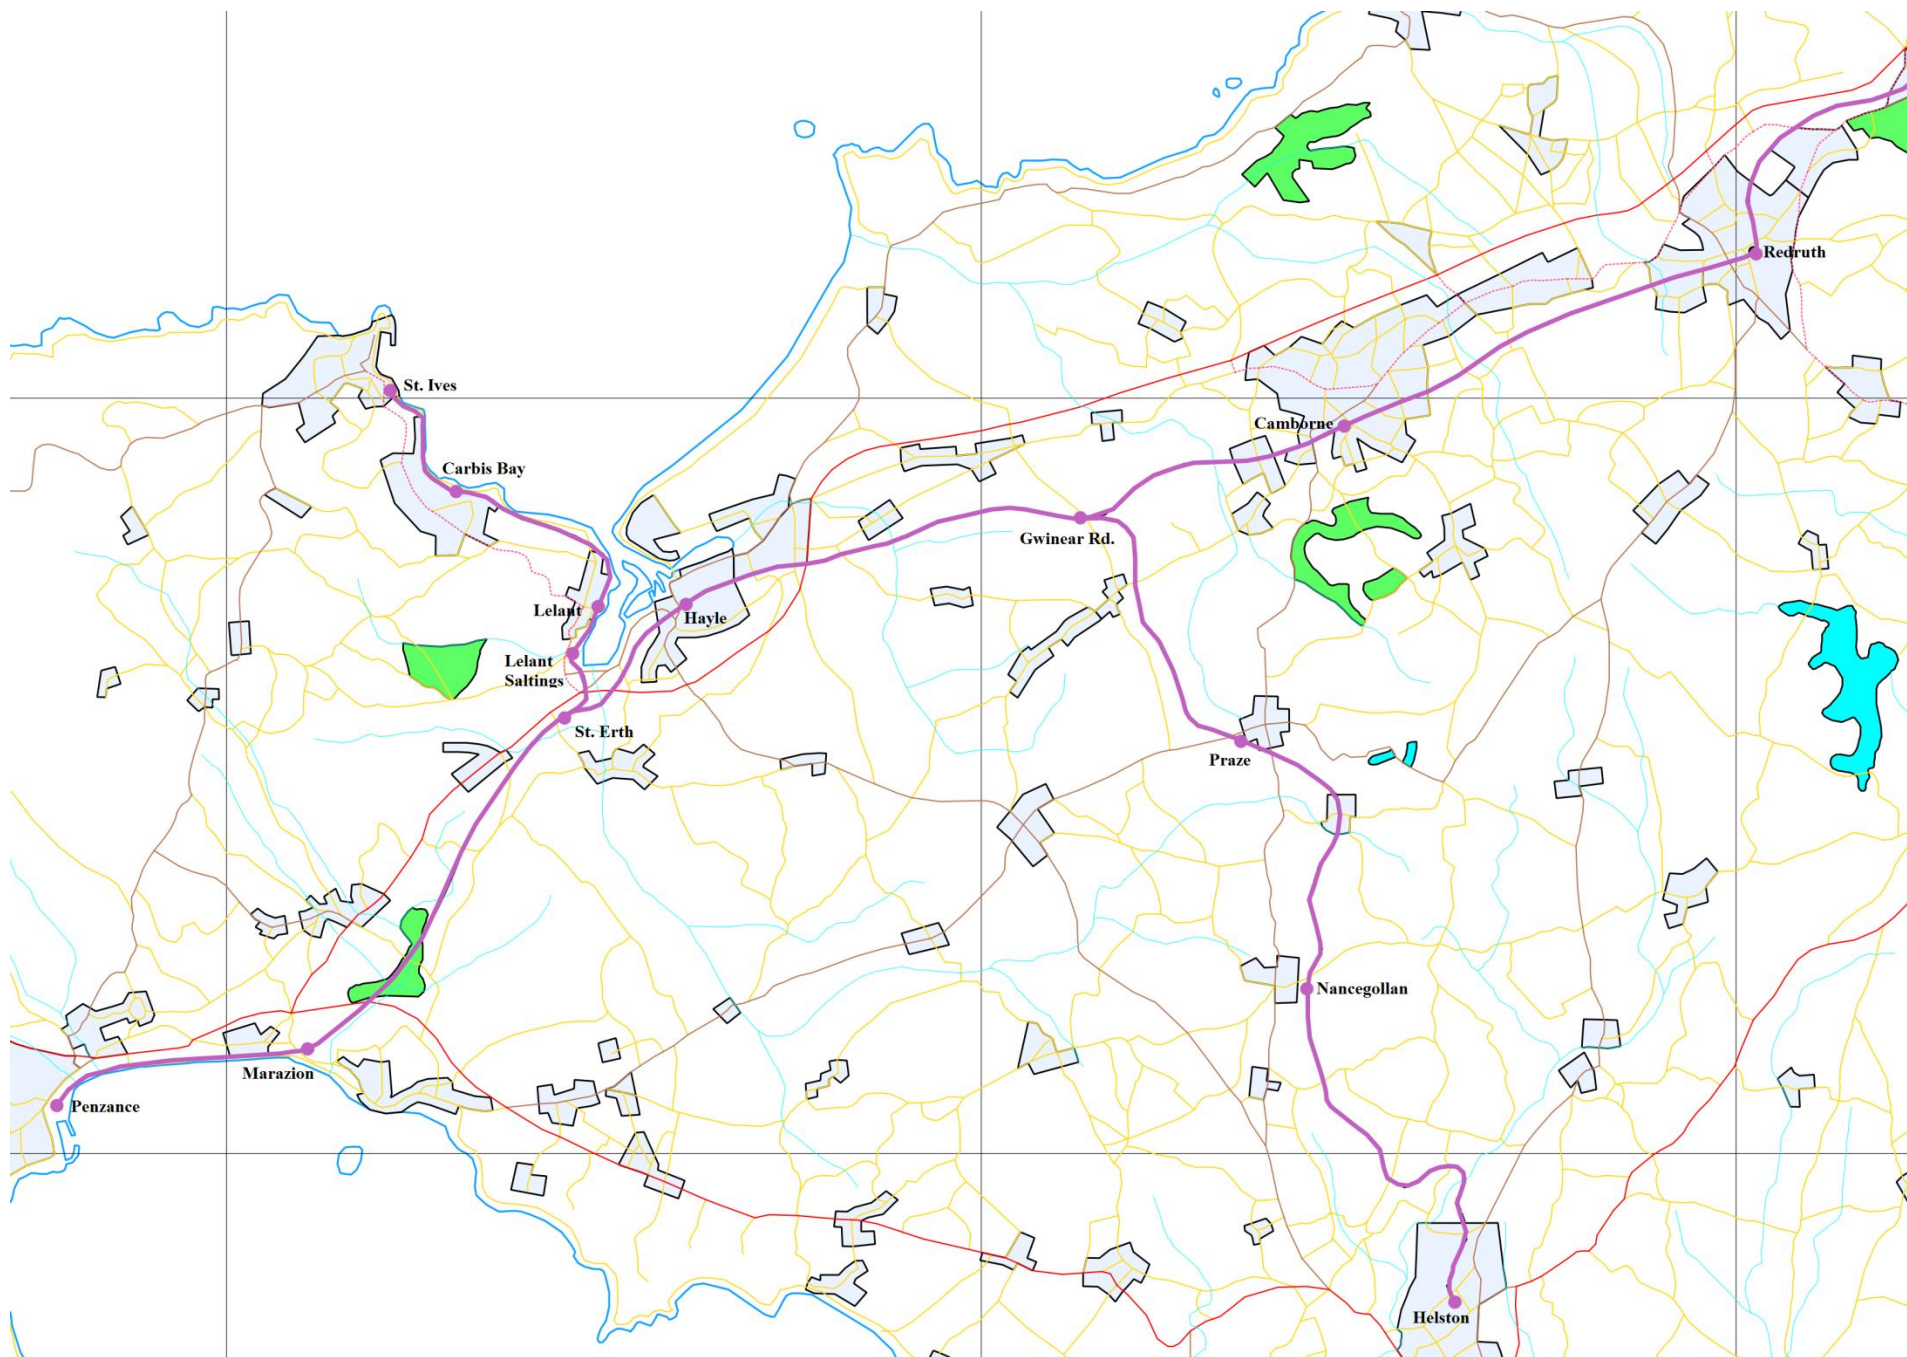 Redruth
St. Ives
Camborne
Carbis Bay
Gwinear Rd.
Lelant
Hayle
Lelant
Saltings
St. Erth
Praze
Nancegollan
Marazion
Penzance
Helston